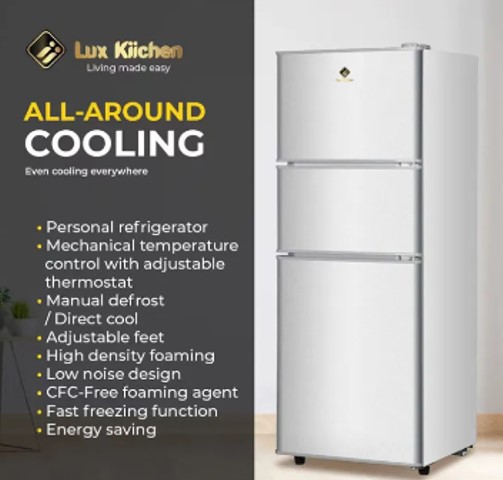 Lux Kiichen
Living made easy
ALL-AROUND
COOLING
Even cooling everywhere
• Personal refrigerator
• Mechanical temperature
control with adjustable
thermostat
• Manual defrost
/ Direct cool
• Adjustable feet
• High density foaming
• Low noise design
• CFC-Free foaming agent
• Fast freezing function
• Energy saving